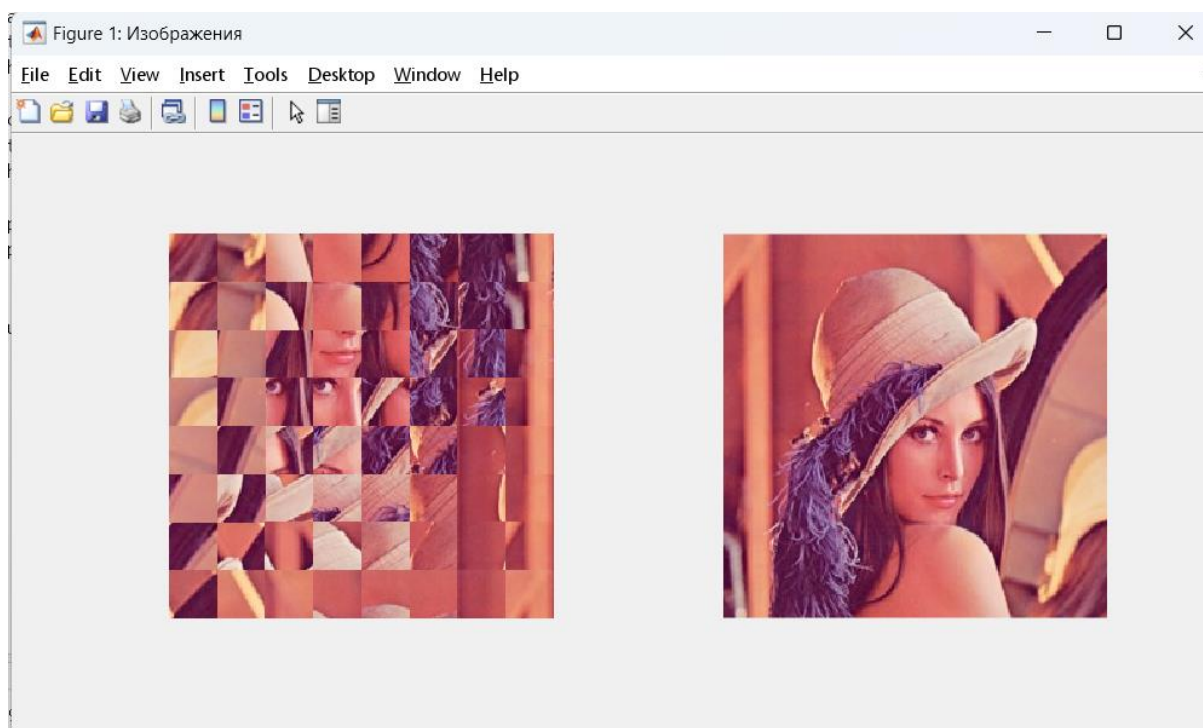 Figure 1: Изображения
File Edit View Insert Tools Desktop Window Help